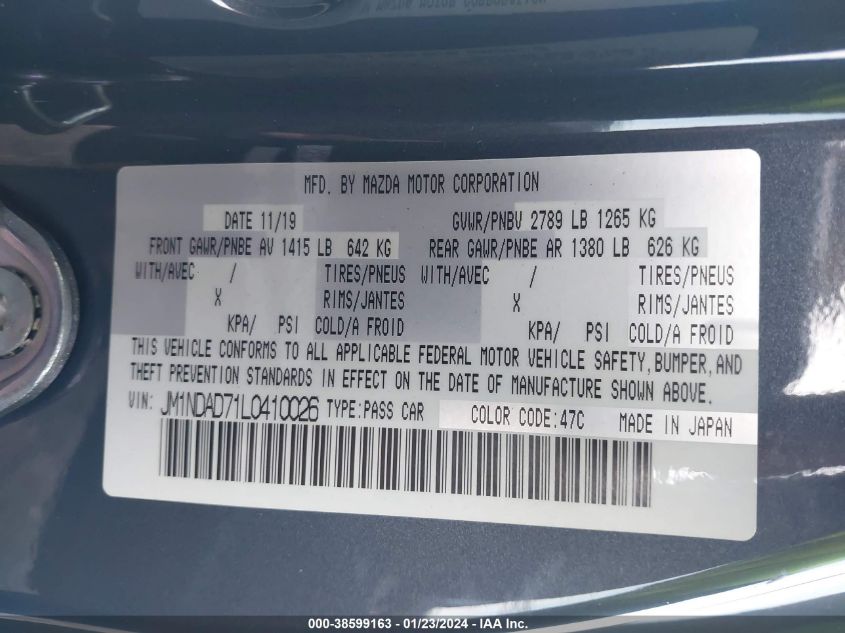 MFD. BY MAZDA MOTOR CORPORATION
DATE 11/19 GVWR/PNBV 2789 LB 1265 KG
FRONT GAWR/PNBE AV 1415 LB 642 KG REAR GAWR/PNBE AR 1380 LB 626 KG
WITH/AVEC / TIRES/PNEUS WITH/AVEC / TIRES/PNEUS
X RIMS/JANTES X RIMS/JANTES
KPA/ PSI COLD/A FROID KPA/ PSI COLD/A FROID
THIS VEHICLE CONFORMS TO ALL APPLICABLE FEDERAL MOTOR VEHICLE SAFETY, BUMPER, AND
THEFT PREVENTION STANDARDS IN EFFECT ON THE DATE OF MANUFACTURE SHOWN ABOVE.
VIN: JM1NDAD71L0410026 TYPE:PASS CAR COLOR CODE:47C MADE IN JAPAN
000-38599163 - 01/23/2024 - IAA Inc.